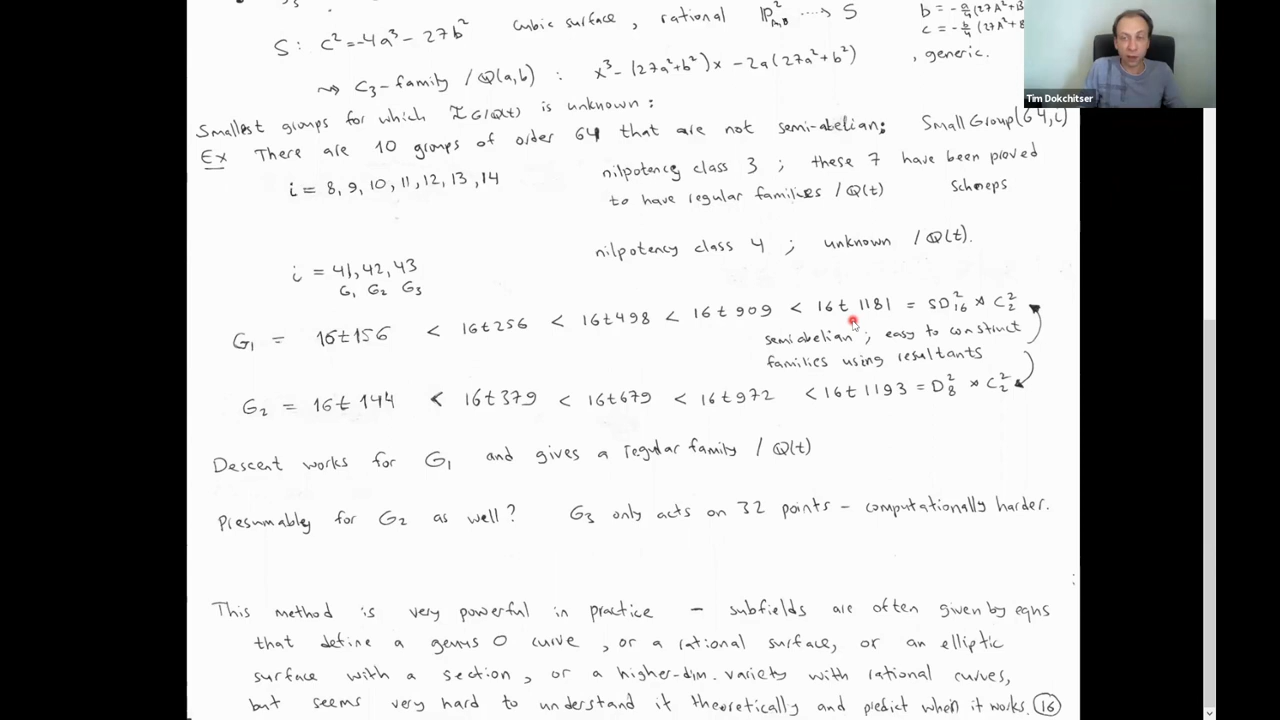 S: c² = -4a³ - 27b² cubic surface, rational ℙ²_{A,B} ⇢ S
b = -a/4 (27A²+B
c = -b/4 (27A²+B
⇝ C₃-family / ℚ(a,b) : x³ - (27a²+b²)x - 2a(27a²+b²) , generic.
Tim Dokchitser
Smallest groups for which IG/ℚ(t) is unknown:
Ex There are 10 groups of order 64 that are not semi-abelian: SmallGroup(64,i)
i = 8, 9, 10, 11, 12, 13, 14 nilpotency class 3 ; these 7 have been proved
to have regular families / ℚ(t) Schneps
i = 41, 42, 43 nilpotency class 4 ; unknown / ℚ(t).
G₁ G₂ G₃
G₁ = 16t156 < 16t256 < 16t498 < 16t909 < 16t1181 = SD₁₆² ⋊ C₂²
semiabelian ; easy to construct
families using resultants
G₂ = 16t144 < 16t379 < 16t679 < 16t972 < 16t1193 = D₈² ⋊ C₂²
Descent works for G₁ and gives a regular family / ℚ(t)
Presumably for G₂ as well? G₃ only acts on 32 points – computationally harder.
This method is very powerful in practice – subfields are often given by eqns
that define a genus 0 curve, or a rational surface, or an elliptic
surface with a section, or a higher-dim. variety with rational curves,
but seems very hard to understand it theoretically and predict when it works. 16